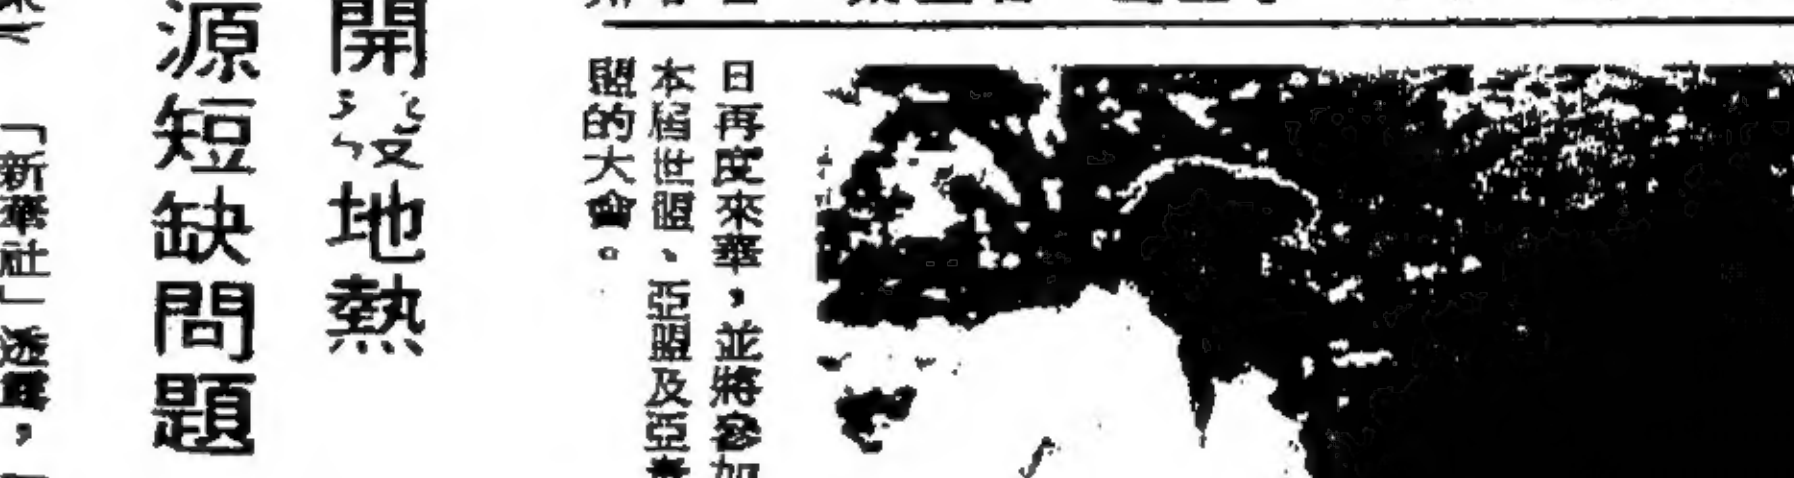 日再度來華，並將參加
本屆世盟、亞盟及亞
盟的大會。
開發地熱
源短缺問題
「新華社」透露，